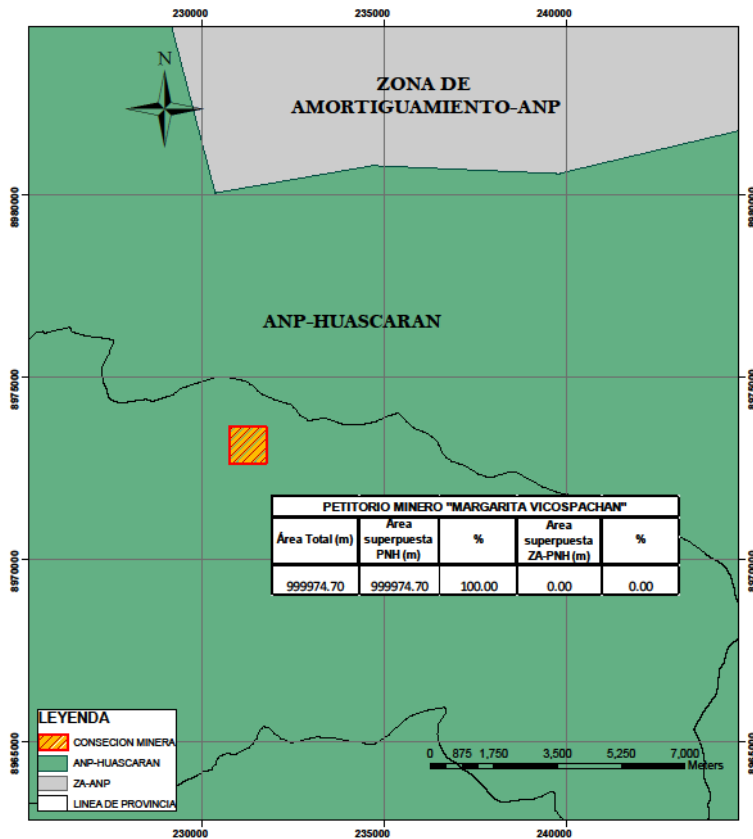 230000 235000 240000
N
ZONA DE
AMORTIGUAMIENTO-ANP
8980000 8980000
ANP-HUASCARAN
8975000 8975000
PETITORIO MINERO "MARGARITA VICOSPACHAN"
Área Total (m) Área superpuesta PNH (m) % Área superpuesta ZA-PNH (m) %
999974.70 999974.70 100.00 0.00 0.00
8970000 8970000
LEYENDA
CONSECION MINERA
ANP-HUASCARAN
ZA-ANP
LINEA DE PROVINCIA
0 875 1,750 3,500 5,250 7,000
Meters
8965000 8965000
230000 235000 240000